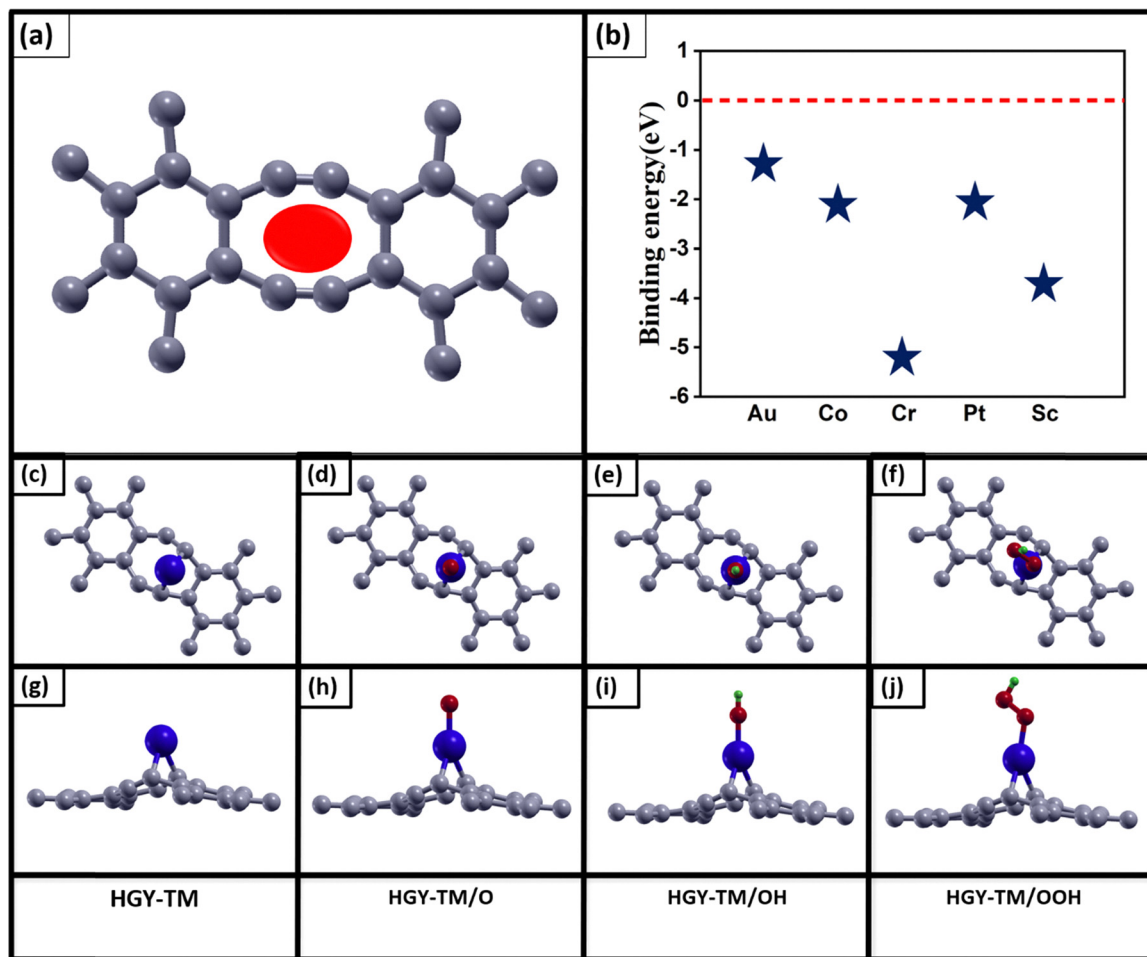 (a)
(b)
Binding energy(eV)
1
0
-1
-2
-3
-4
-5
-6
Au Co Cr Pt Sc
(c)
(d)
(e)
(f)
(g)
(h)
(i)
(j)
HGY-TM
HGY-TM/O
HGY-TM/OH
HGY-TM/OOH